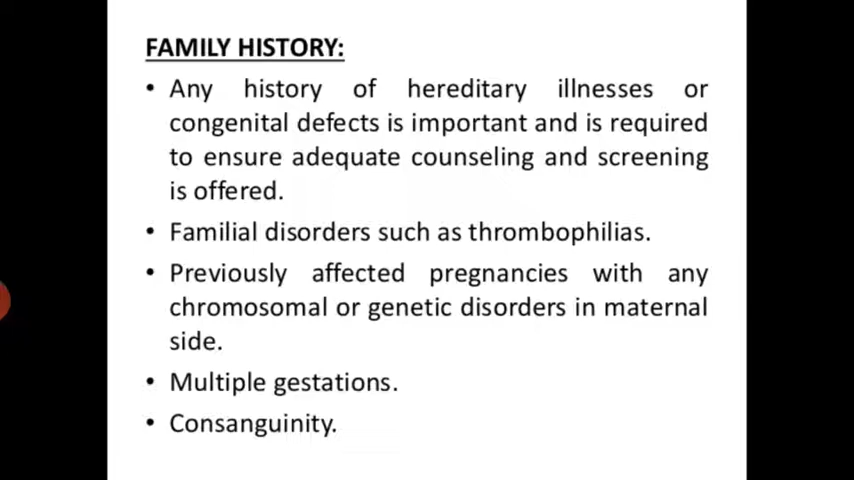 FAMILY HISTORY:
• Any history of hereditary illnesses or
congenital defects is important and is required
to ensure adequate counseling and screening
is offered.
• Familial disorders such as thrombophilias.
• Previously affected pregnancies with any
chromosomal or genetic disorders in maternal
side.
• Multiple gestations.
• Consanguinity.